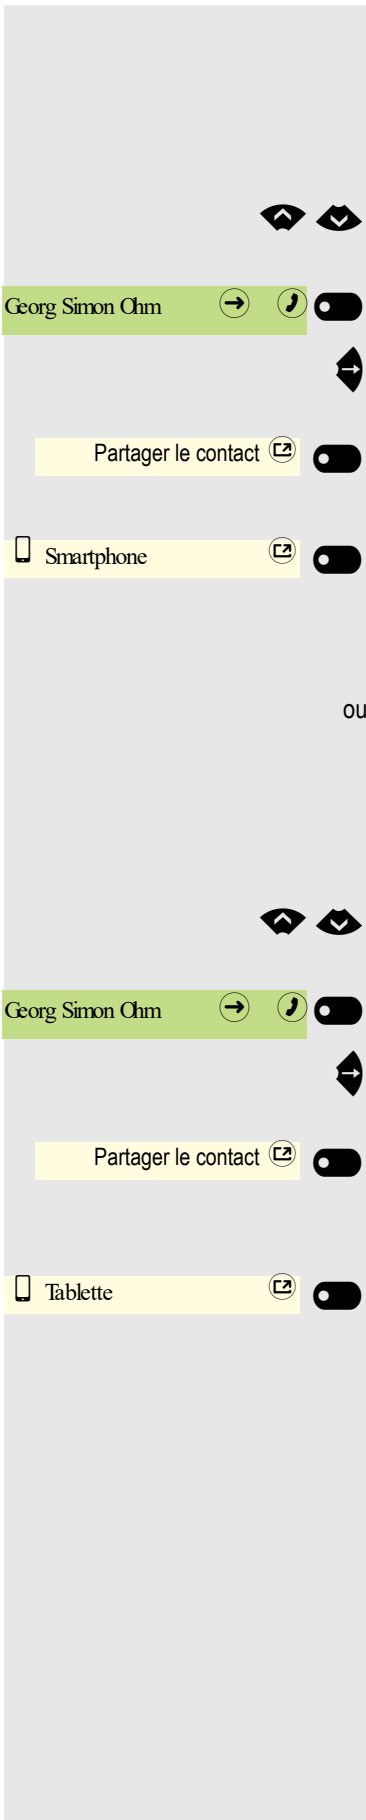 Georg Simon Ohm
Partager le contact
Smartphone
ou
Georg Simon Ohm
Partager le contact
Tablette